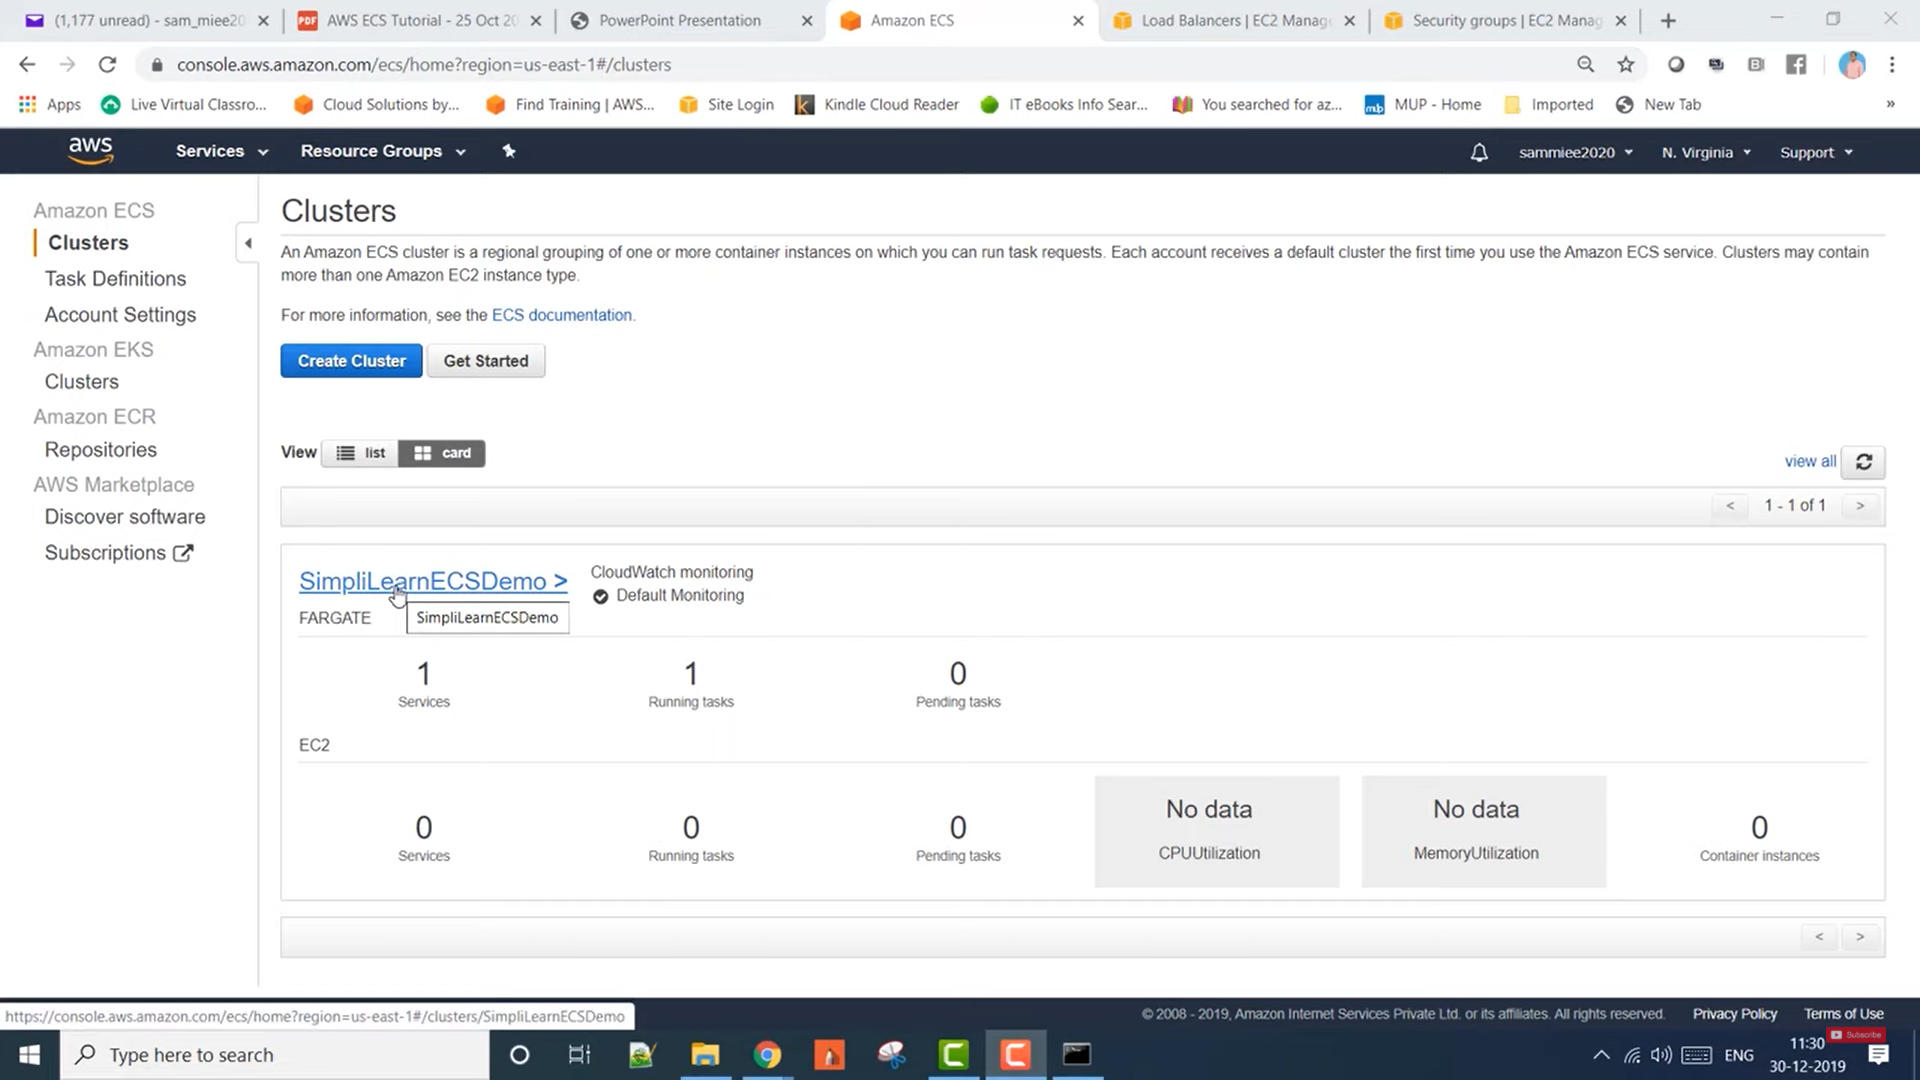 (1,177 unread) - sam_miee20
AWS ECS Tutorial - 25 Oct 20
PowerPoint Presentation
Amazon ECS
Load Balancers | EC2 Manag
Security groups | EC2 Manag
console.aws.amazon.com/ecs/home?region=us-east-1#/clusters
Apps
Live Virtual Classro...
Cloud Solutions by...
Find Training | AWS...
Site Login
Kindle Cloud Reader
IT eBooks Info Sear...
You searched for az...
MUP - Home
Imported
New Tab
»
aws
Services
Resource Groups
sammiee2020
N. Virginia
Support
Amazon ECS
Clusters
Task Definitions
Account Settings
Amazon EKS
Clusters
Amazon ECR
Repositories
AWS Marketplace
Discover software
Subscriptions
Clusters
An Amazon ECS cluster is a regional grouping of one or more container instances on which you can run task requests. Each account receives a default cluster the first time you use the Amazon ECS service. Clusters may contain
more than one Amazon EC2 instance type.
For more information, see the ECS documentation.
Create Cluster
Get Started
View
list
card
view all
< 1 - 1 of 1 >
SimpliLearnECSDemo >
CloudWatch monitoring
Default Monitoring
FARGATE
SimpliLearnECSDemo
1
Services
1
Running tasks
0
Pending tasks
EC2
0
Services
0
Running tasks
0
Pending tasks
No data
CPUUtilization
No data
MemoryUtilization
0
Container instances
< >
https://console.aws.amazon.com/ecs/home?region=us-east-1#/clusters/SimpliLearnECSDemo
© 2008 - 2019, Amazon Internet Services Private Ltd. or its affiliates. All rights reserved.
Privacy Policy
Terms of Use
Subscribe
Type here to search
ENG
11:30
30-12-2019